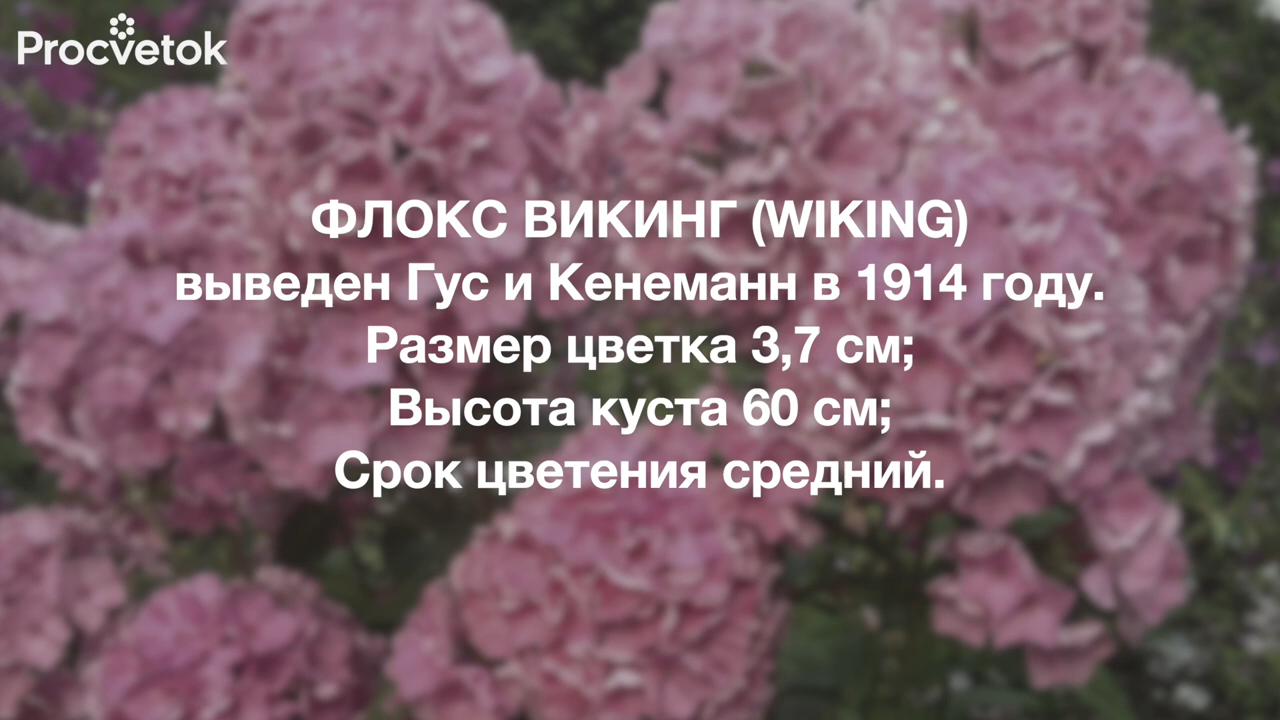 Procvetok
ФЛОКС ВИКИНГ (WIKING)
выведен Гус и Кенеманн в 1914 году.
Размер цветка 3,7 см;
Высота куста 60 см;
Срок цветения средний.